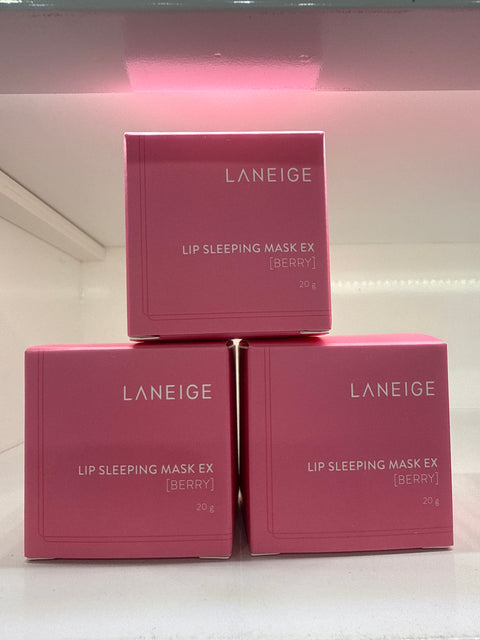 LANEIGE
LIP SLEEPING MASK EX
[BERRY]
20 g
LANEIGE
LIP SLEEPING MASK EX
[BERRY]
20 g
LANEIGE
LIP SLEEPING MASK EX
[BERRY]
20 g